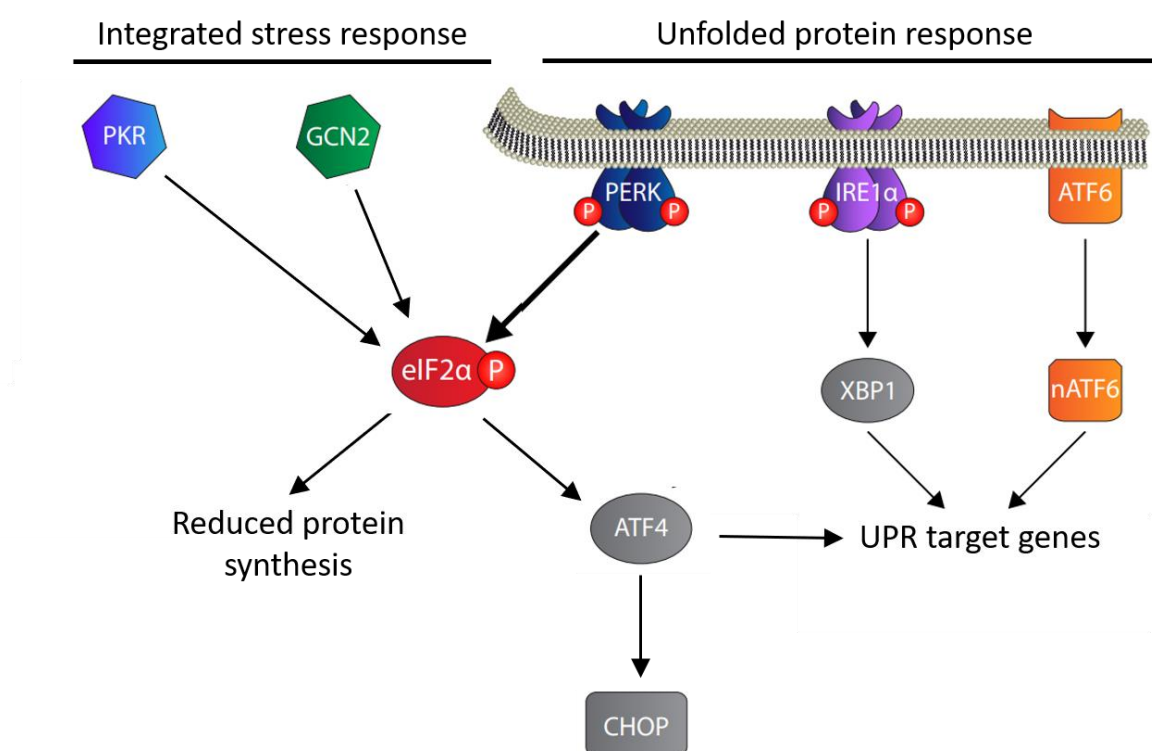 Integrated stress response
Unfolded protein response
PKR
GCN2
PERK
IRE1α
ATF6
P
P
P
P
eIF2α
P
XBP1
nATF6
Reduced protein
synthesis
ATF4
UPR target genes
CHOP